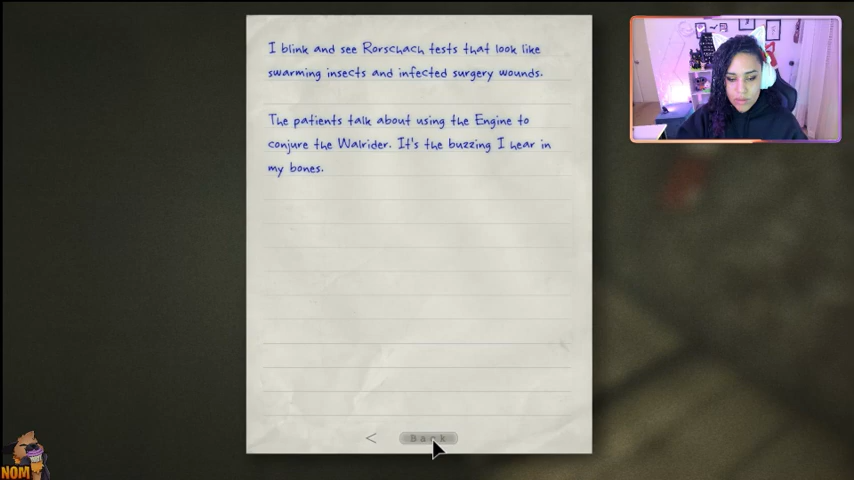 I blink and see Rorschach tests that look like
swarming insects and infected surgery wounds.
The patients talk about using the Engine to
conjure the Walrider. It's the buzzing I hear in
my bones.
< Back
NOM